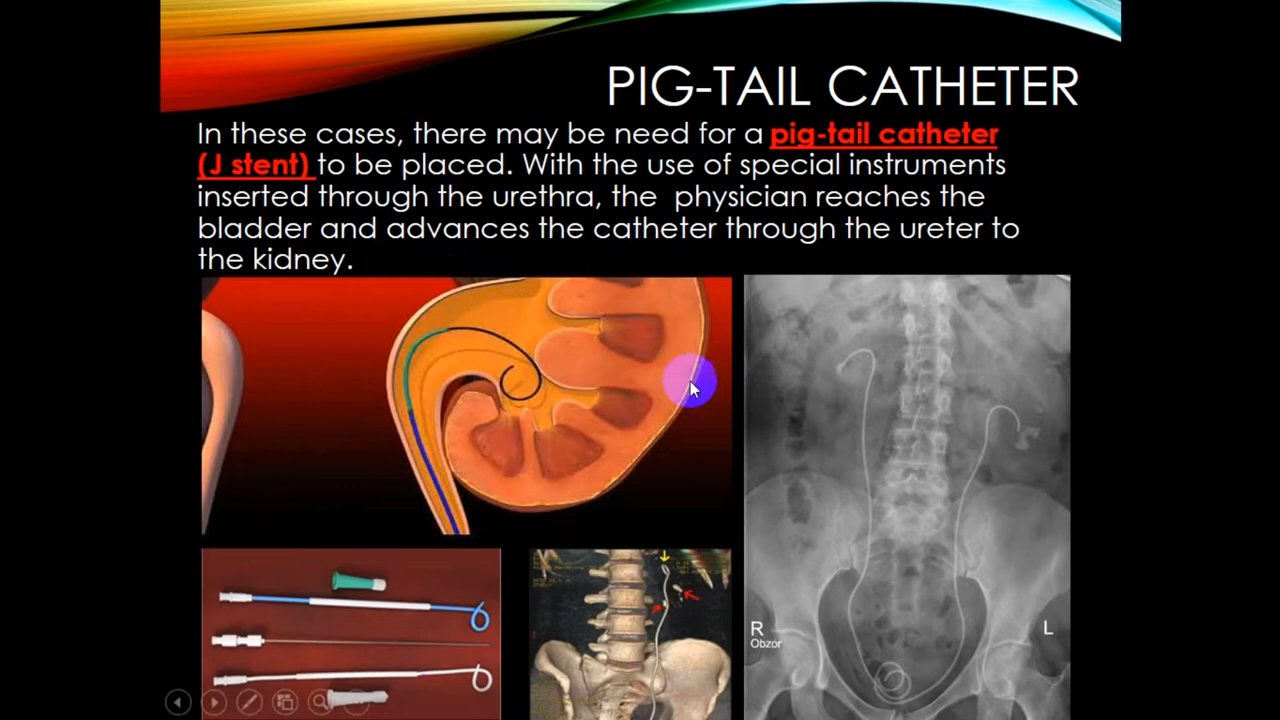 PIG-TAIL CATHETER
In these cases, there may be need for a pig-tail catheter
(J stent) to be placed. With the use of special instruments
inserted through the urethra, the physician reaches the
bladder and advances the catheter through the ureter to
the kidney.
R
Obzor
L